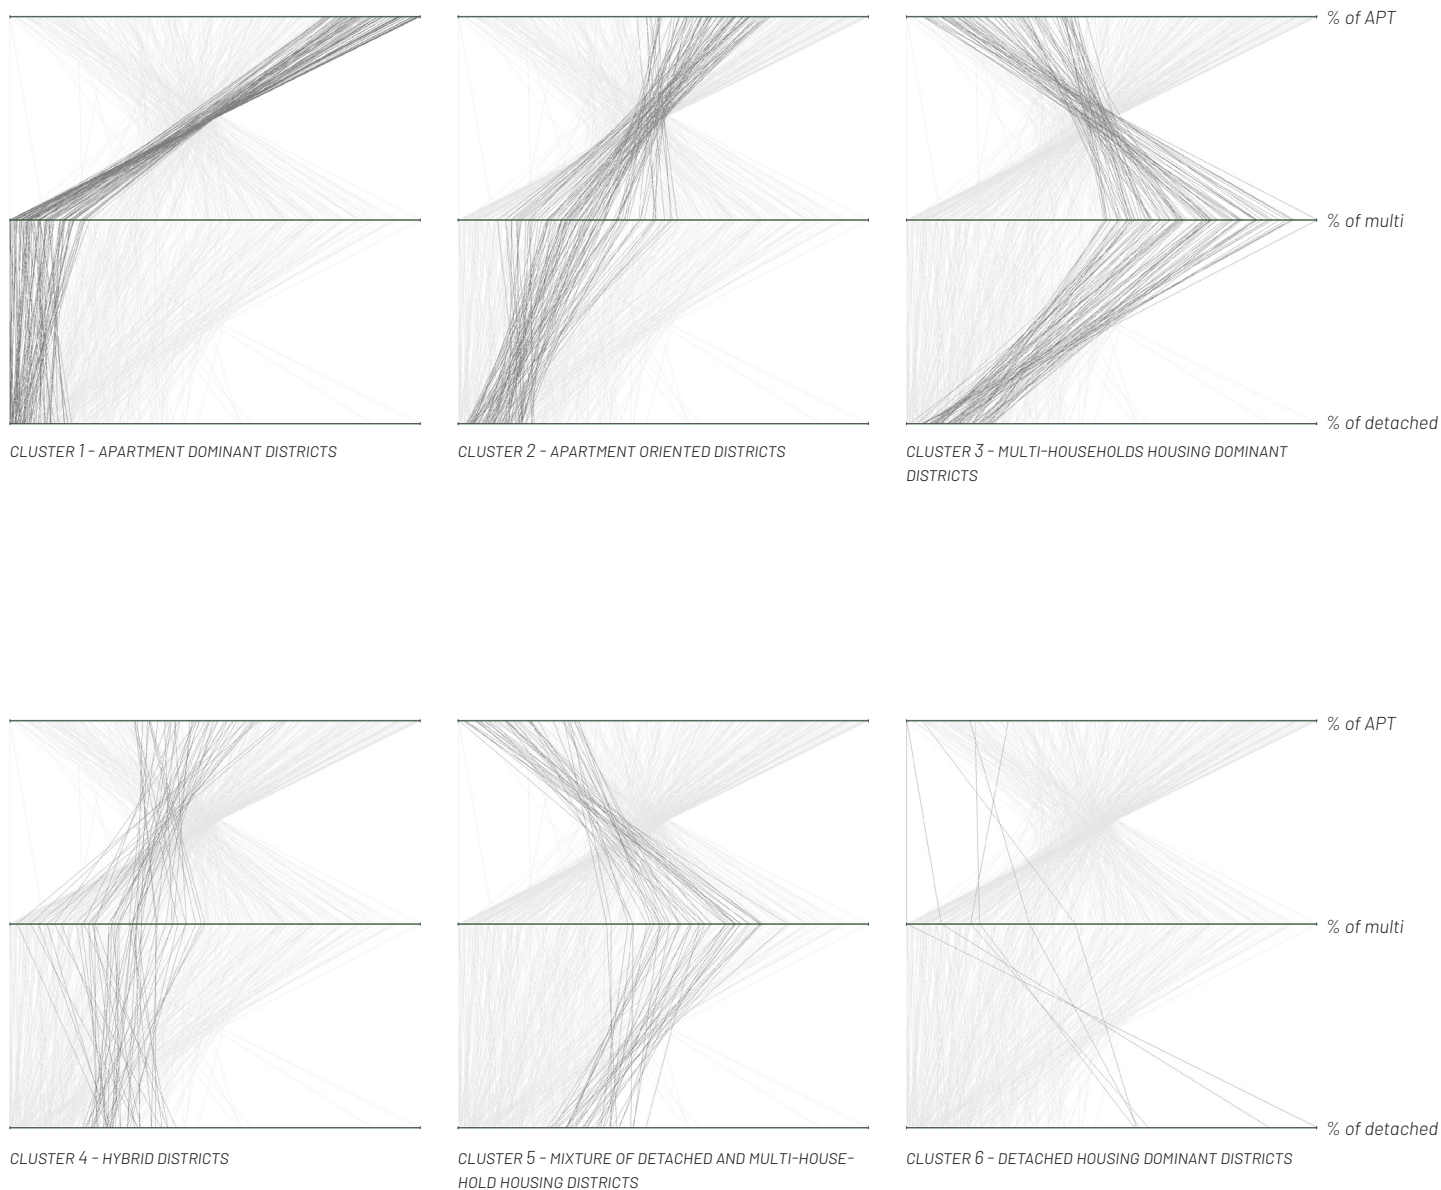 % of APT
% of multi
% of detached
CLUSTER 1 - APARTMENT DOMINANT DISTRICTS
CLUSTER 2 - APARTMENT ORIENTED DISTRICTS
CLUSTER 3 - MULTI-HOUSEHOLDS HOUSING DOMINANT
DISTRICTS
% of APT
% of multi
% of detached
CLUSTER 4 - HYBRID DISTRICTS
CLUSTER 5 - MIXTURE OF DETACHED AND MULTI-HOUSE-
HOLD HOUSING DISTRICTS
CLUSTER 6 - DETACHED HOUSING DOMINANT DISTRICTS